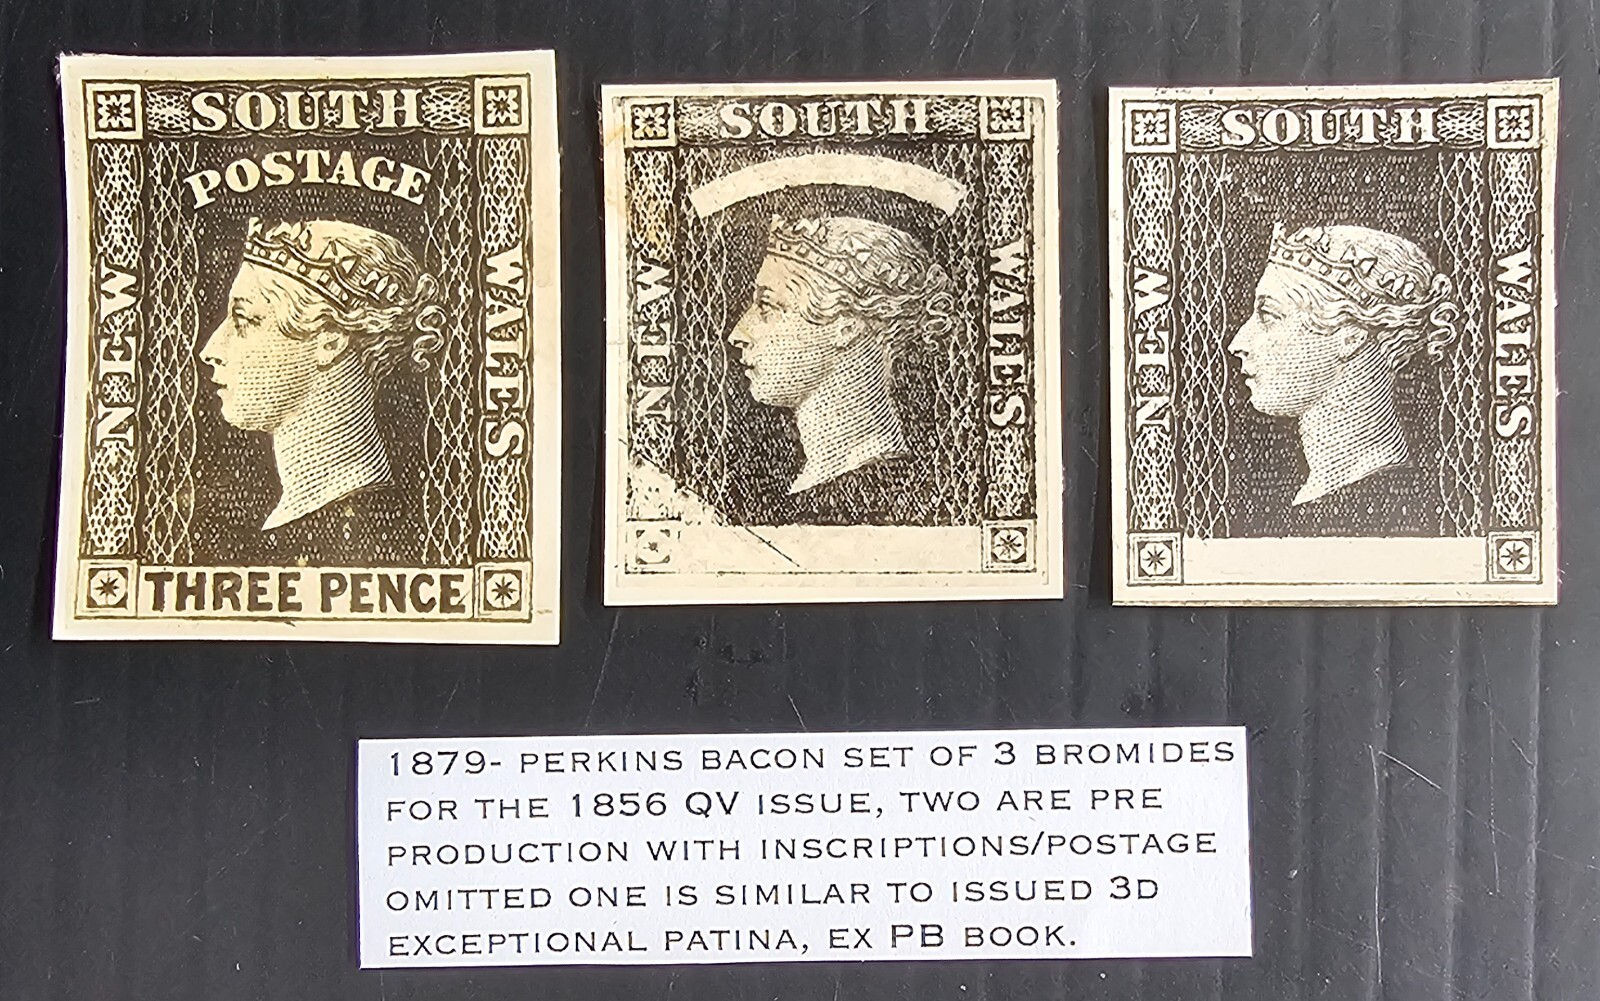 SOUTH
POSTAGE
NEW
WALES
THREE PENCE
SOUTH
NEW
WALES
SOUTH
NEW
WALES
1879- PERKINS BACON SET OF 3 BROMIDES
FOR THE 1856 QV ISSUE, TWO ARE PRE
PRODUCTION WITH INSCRIPTIONS/POSTAGE
OMITTED ONE IS SIMILAR TO ISSUED 3D
EXCEPTIONAL PATINA, EX PB BOOK.